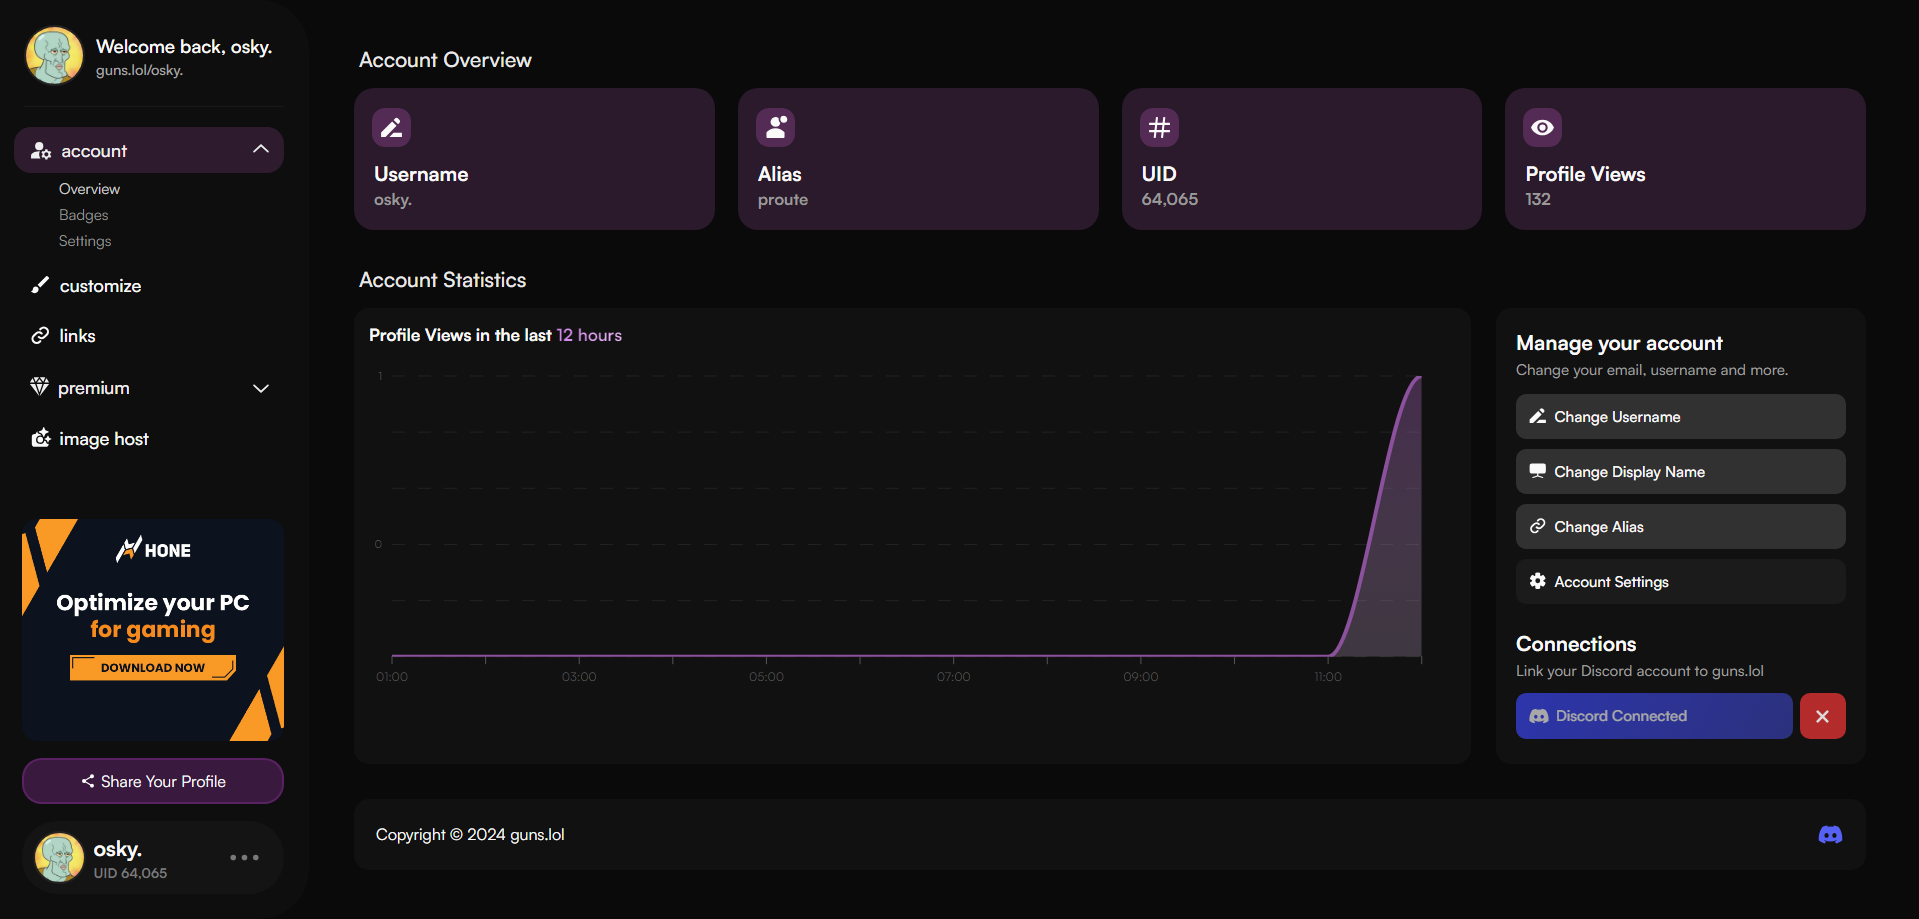 Welcome back, osky.
guns.lol/osky.
account
Overview
Badges
Settings
customize
links
premium
image host
HONE
Optimize your PC
for gaming
DOWNLOAD NOW
Share Your Profile
osky.
UID 64,065
Account Overview
Username
osky.
Alias
proute
UID
64,065
Profile Views
132
Account Statistics
Profile Views in the last 12 hours
1
0
01:00 03:00 05:00 07:00 09:00 11:00
Manage your account
Change your email, username and more.
Change Username
Change Display Name
Change Alias
Account Settings
Connections
Link your Discord account to guns.lol
Discord Connected
Copyright © 2024 guns.lol